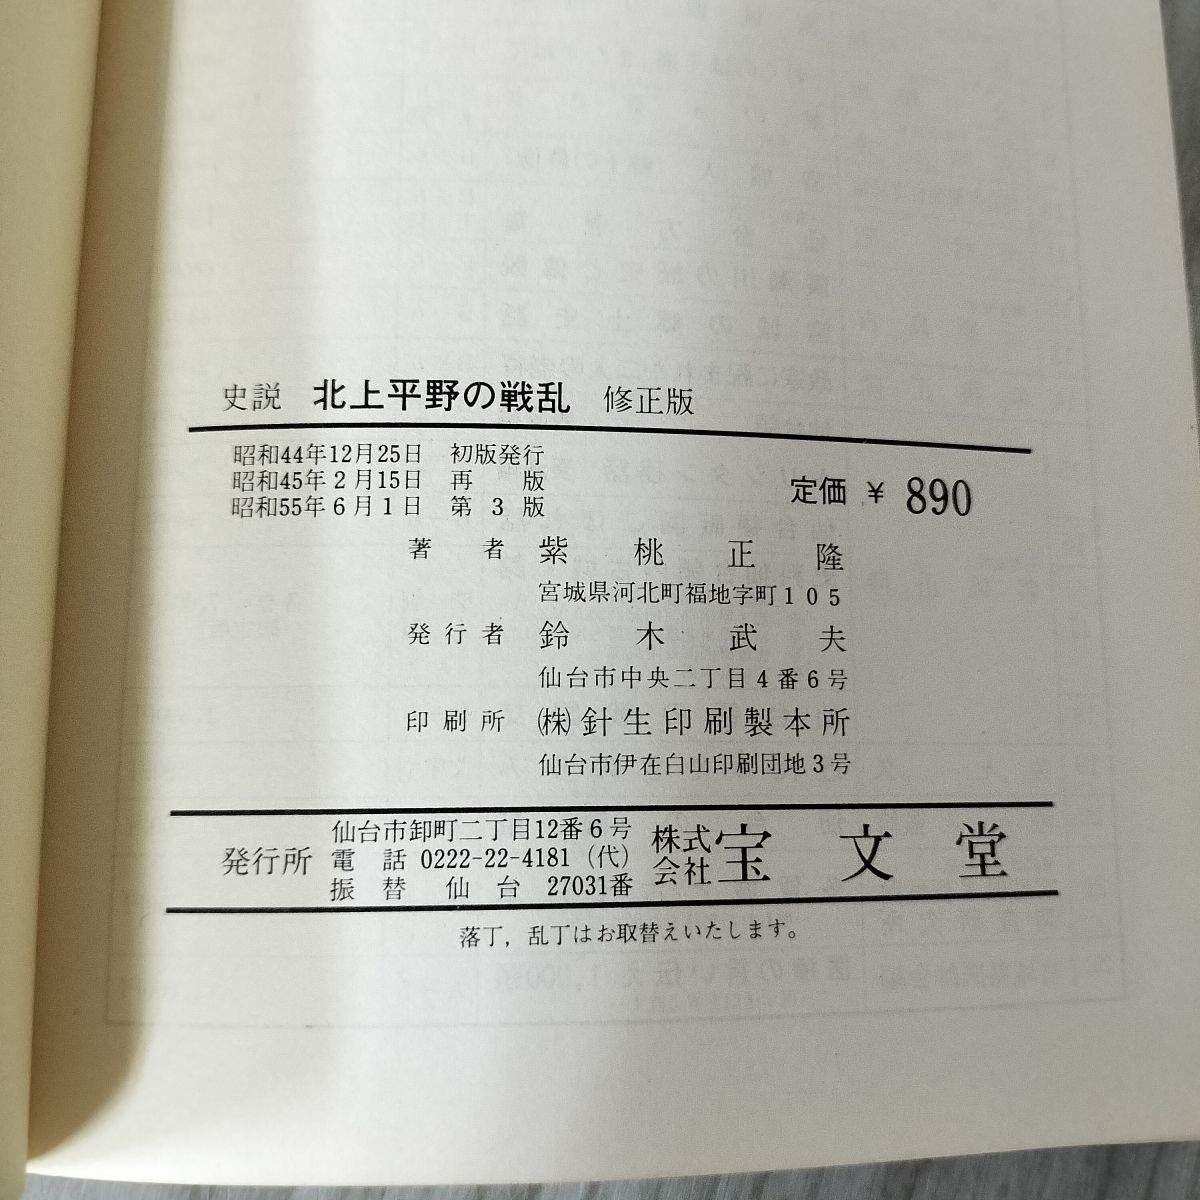 史説 北上平野の戦乱 修正版
昭和44年12月25日 初版発行
昭和45年2月15日 再版
昭和55年6月1日 第3版
定価 ¥ 890
著者 紫桃正隆
宮城県河北町福地字町105
発行者 鈴木武夫
仙台市中央二丁目4番6号
印刷所 ㈱針生印刷製本所
仙台市伊在白山印刷団地3号
発行所
仙台市卸町二丁目12番6号
電話 0222-22-4181 (代)
振替 仙台 27031番
株式会社 宝文堂
落丁,乱丁はお取替えいたします。